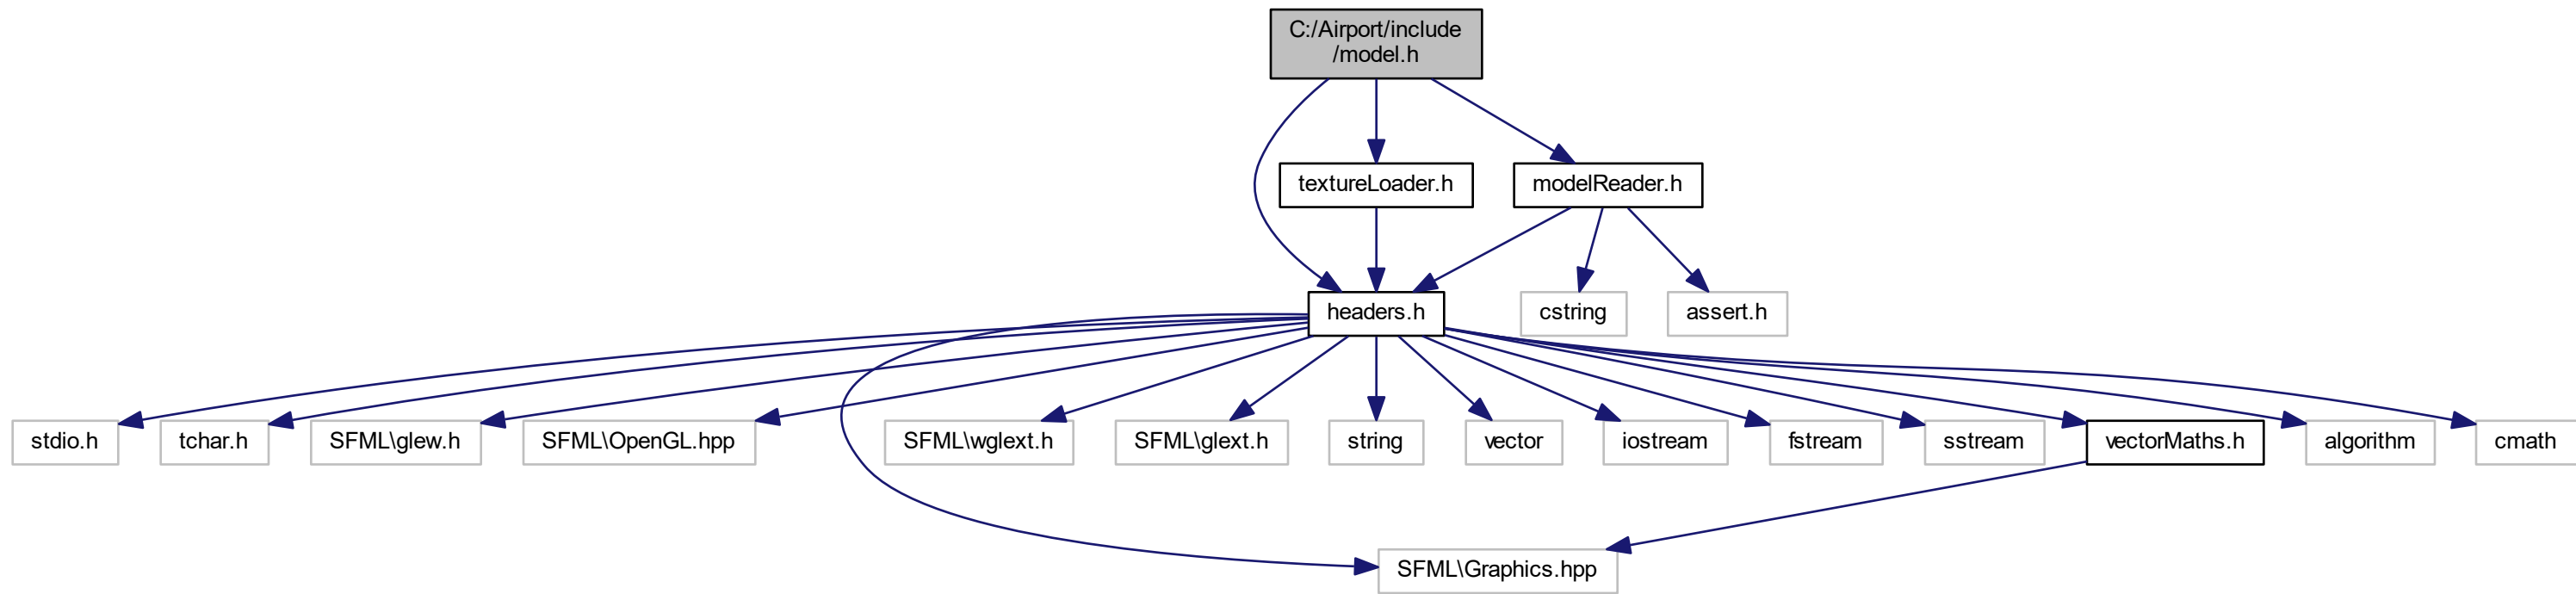 C:/Airport/include
/model.h
textureLoader.h
modelReader.h
headers.h
cstring
assert.h
stdio.h
tchar.h
SFML\glew.h
SFML\OpenGL.hpp
SFML\wglext.h
SFML\glext.h
string
vector
iostream
fstream
sstream
vectorMaths.h
algorithm
cmath
SFML\Graphics.hpp